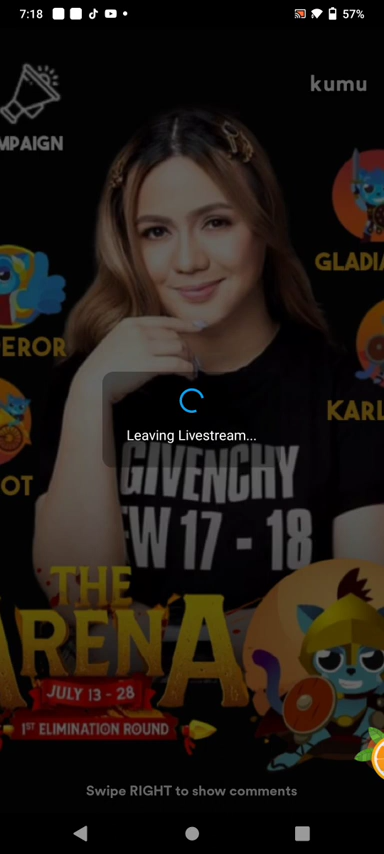 7:18
57%
kumu
MPAIGN
GLADIA
PEROR
KARL
Leaving Livestream...
OT
GIVENCHY
FW 17 - 18
THE
ARENA
JULY 13 - 28
1ST ELIMINATION ROUND
Swipe RIGHT to show comments